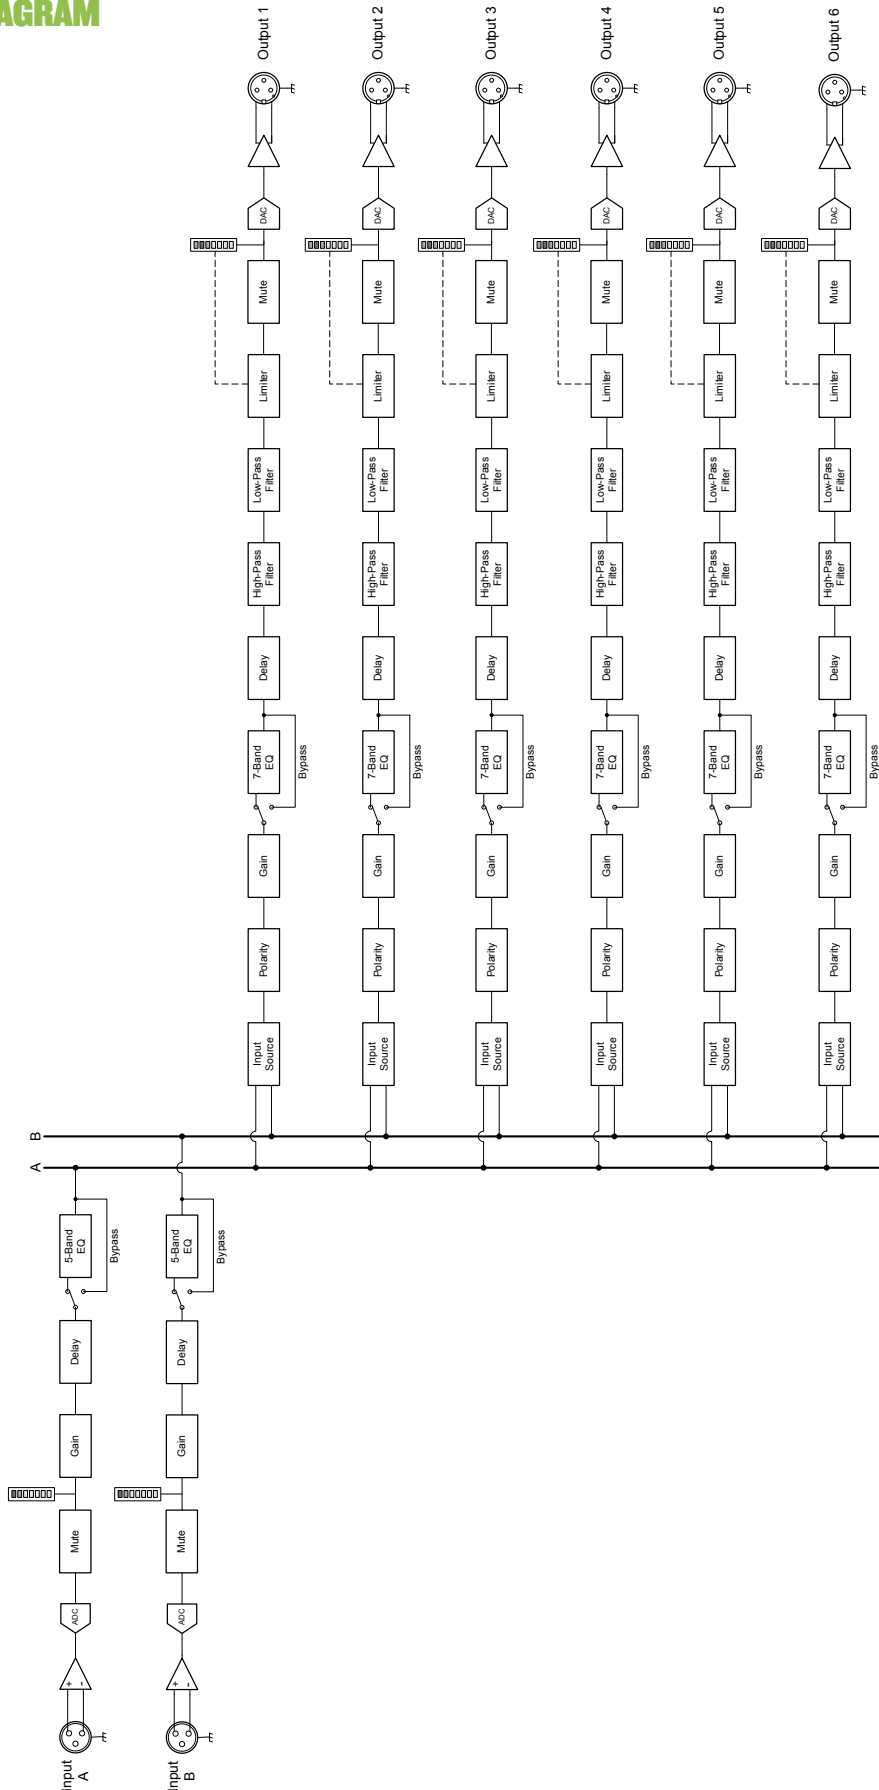 AGRAM
Output 1
Output 2
Output 3
Output 4
Output 5
Output 6
DAC
DAC
DAC
DAC
DAC
DAC
Mute
Mute
Mute
Mute
Mute
Mute
Limiter
Limiter
Limiter
Limiter
Limiter
Limiter
Low-Pass
Filter
Low-Pass
Filter
Low-Pass
Filter
Low-Pass
Filter
Low-Pass
Filter
Low-Pass
Filter
High-Pass
Filter
High-Pass
Filter
High-Pass
Filter
High-Pass
Filter
High-Pass
Filter
High-Pass
Filter
Delay
Delay
Delay
Delay
Delay
Delay
7-Band
EQ
Bypass
7-Band
EQ
Bypass
7-Band
EQ
Bypass
7-Band
EQ
Bypass
7-Band
EQ
Bypass
7-Band
EQ
Bypass
Gain
Gain
Gain
Gain
Gain
Gain
Polarity
Polarity
Polarity
Polarity
Polarity
Polarity
Input
Source
Input
Source
Input
Source
Input
Source
Input
Source
Input
Source
B
A
5-Band
EQ
Bypass
5-Band
EQ
Bypass
Delay
Delay
Gain
Gain
Mute
Mute
ADC
ADC
+ -
+ -
Input
A
Input
B